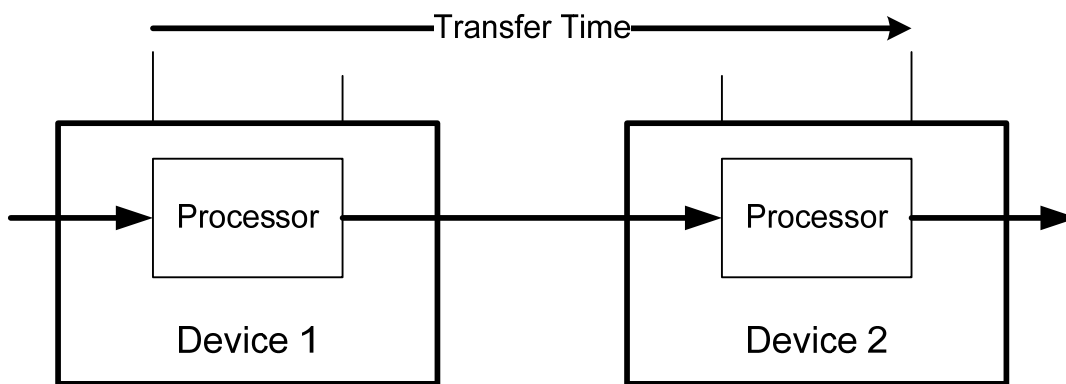 Transfer Time
Processor
Processor
Device 1
Device 2